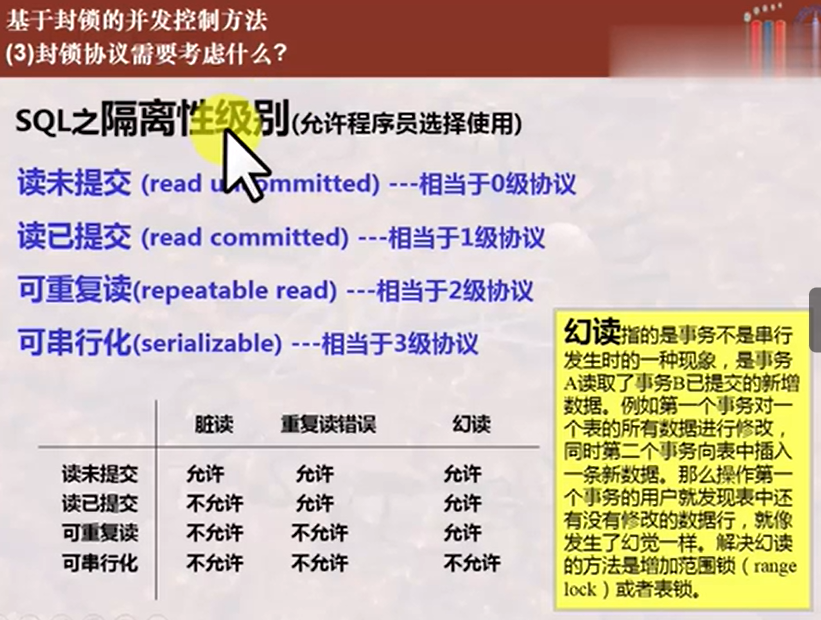 基于封锁的并发控制方法
(3)封锁协议需要考虑什么?
SQL之隔离性级别(允许程序员选择使用)
读未提交 (read uncommitted) ---相当于0级协议
读已提交 (read committed) ---相当于1级协议
可重复读(repeatable read) ---相当于2级协议
可串行化(serializable) ---相当于3级协议
脏读 重复读错误 幻读
读未提交 允许 允许 允许
读已提交 不允许 允许 允许
可重复读 不允许 不允许 允许
可串行化 不允许 不允许 不允许
幻读指的是事务不是串行
发生时的一种现象，是事务
A读取了事务B已提交的新增
数据。例如第一个事务对一
个表的所有数据进行修改，
同时第二个事务向表中插入
一条新数据。那么操作第一
个事务的用户就发现表中还
有没有修改的数据行，就像
发生了幻觉一样。解决幻读
的方法是增加范围锁（range
lock）或者表锁。